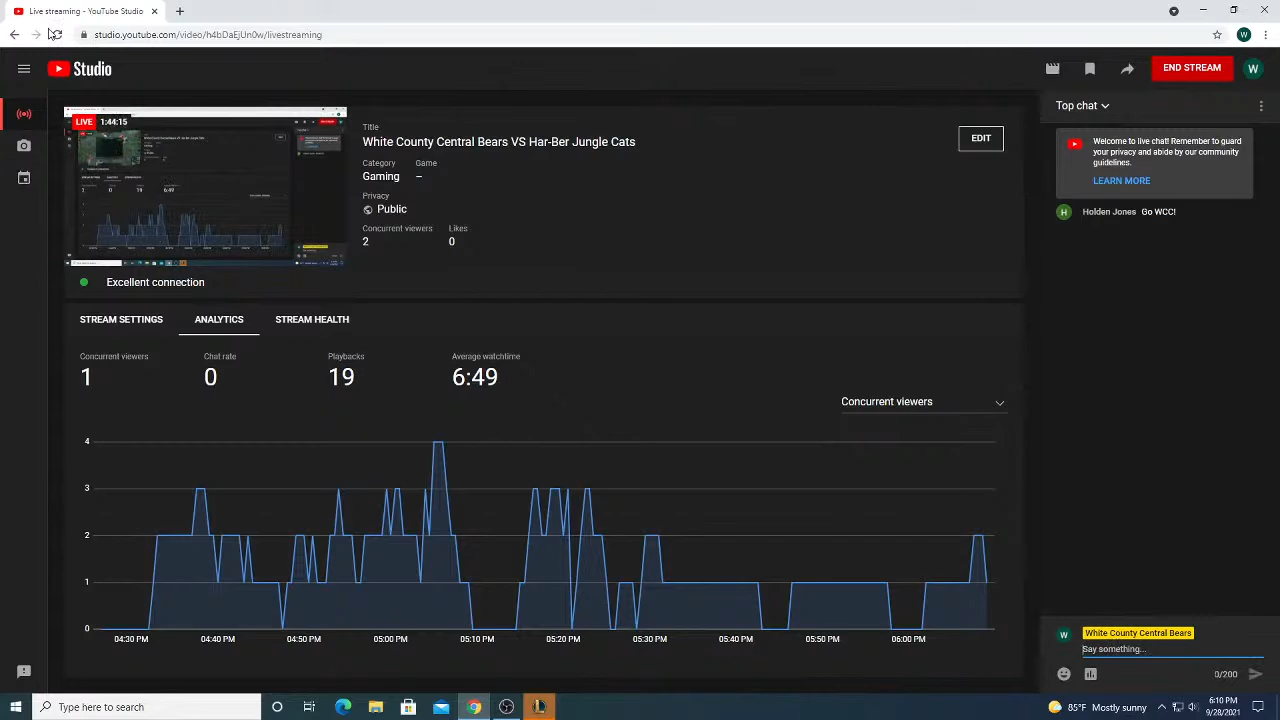 Live streaming - YouTube Studio
studio.youtube.com/video/h4bDaEjUn0w/livestreaming
W
Studio
END STREAM
W
LIVE 1:44:15
Title
White County Central Bears VS Har-Ber Jungle Cats
EDIT
Category Game
Gaming –
Privacy
Public
Concurrent viewers Likes
2 0
Excellent connection
STREAM SETTINGS ANALYTICS STREAM HEALTH
Concurrent viewers Chat rate Playbacks Average watchtime
1 0 19 6:49
Concurrent viewers
4
3
2
1
0
04:30 PM 04:40 PM 04:50 PM 05:00 PM 05:10 PM 05:20 PM 05:30 PM 05:40 PM 05:50 PM 06:00 PM
Top chat
Welcome to live chat! Remember to guard
your privacy and abide by our community
guidelines.
LEARN MORE
H Holden Jones Go WCC!
W White County Central Bears
Say something...
0/200
Type here to search
85°F Mostly sunny
6:10 PM
9/28/2021